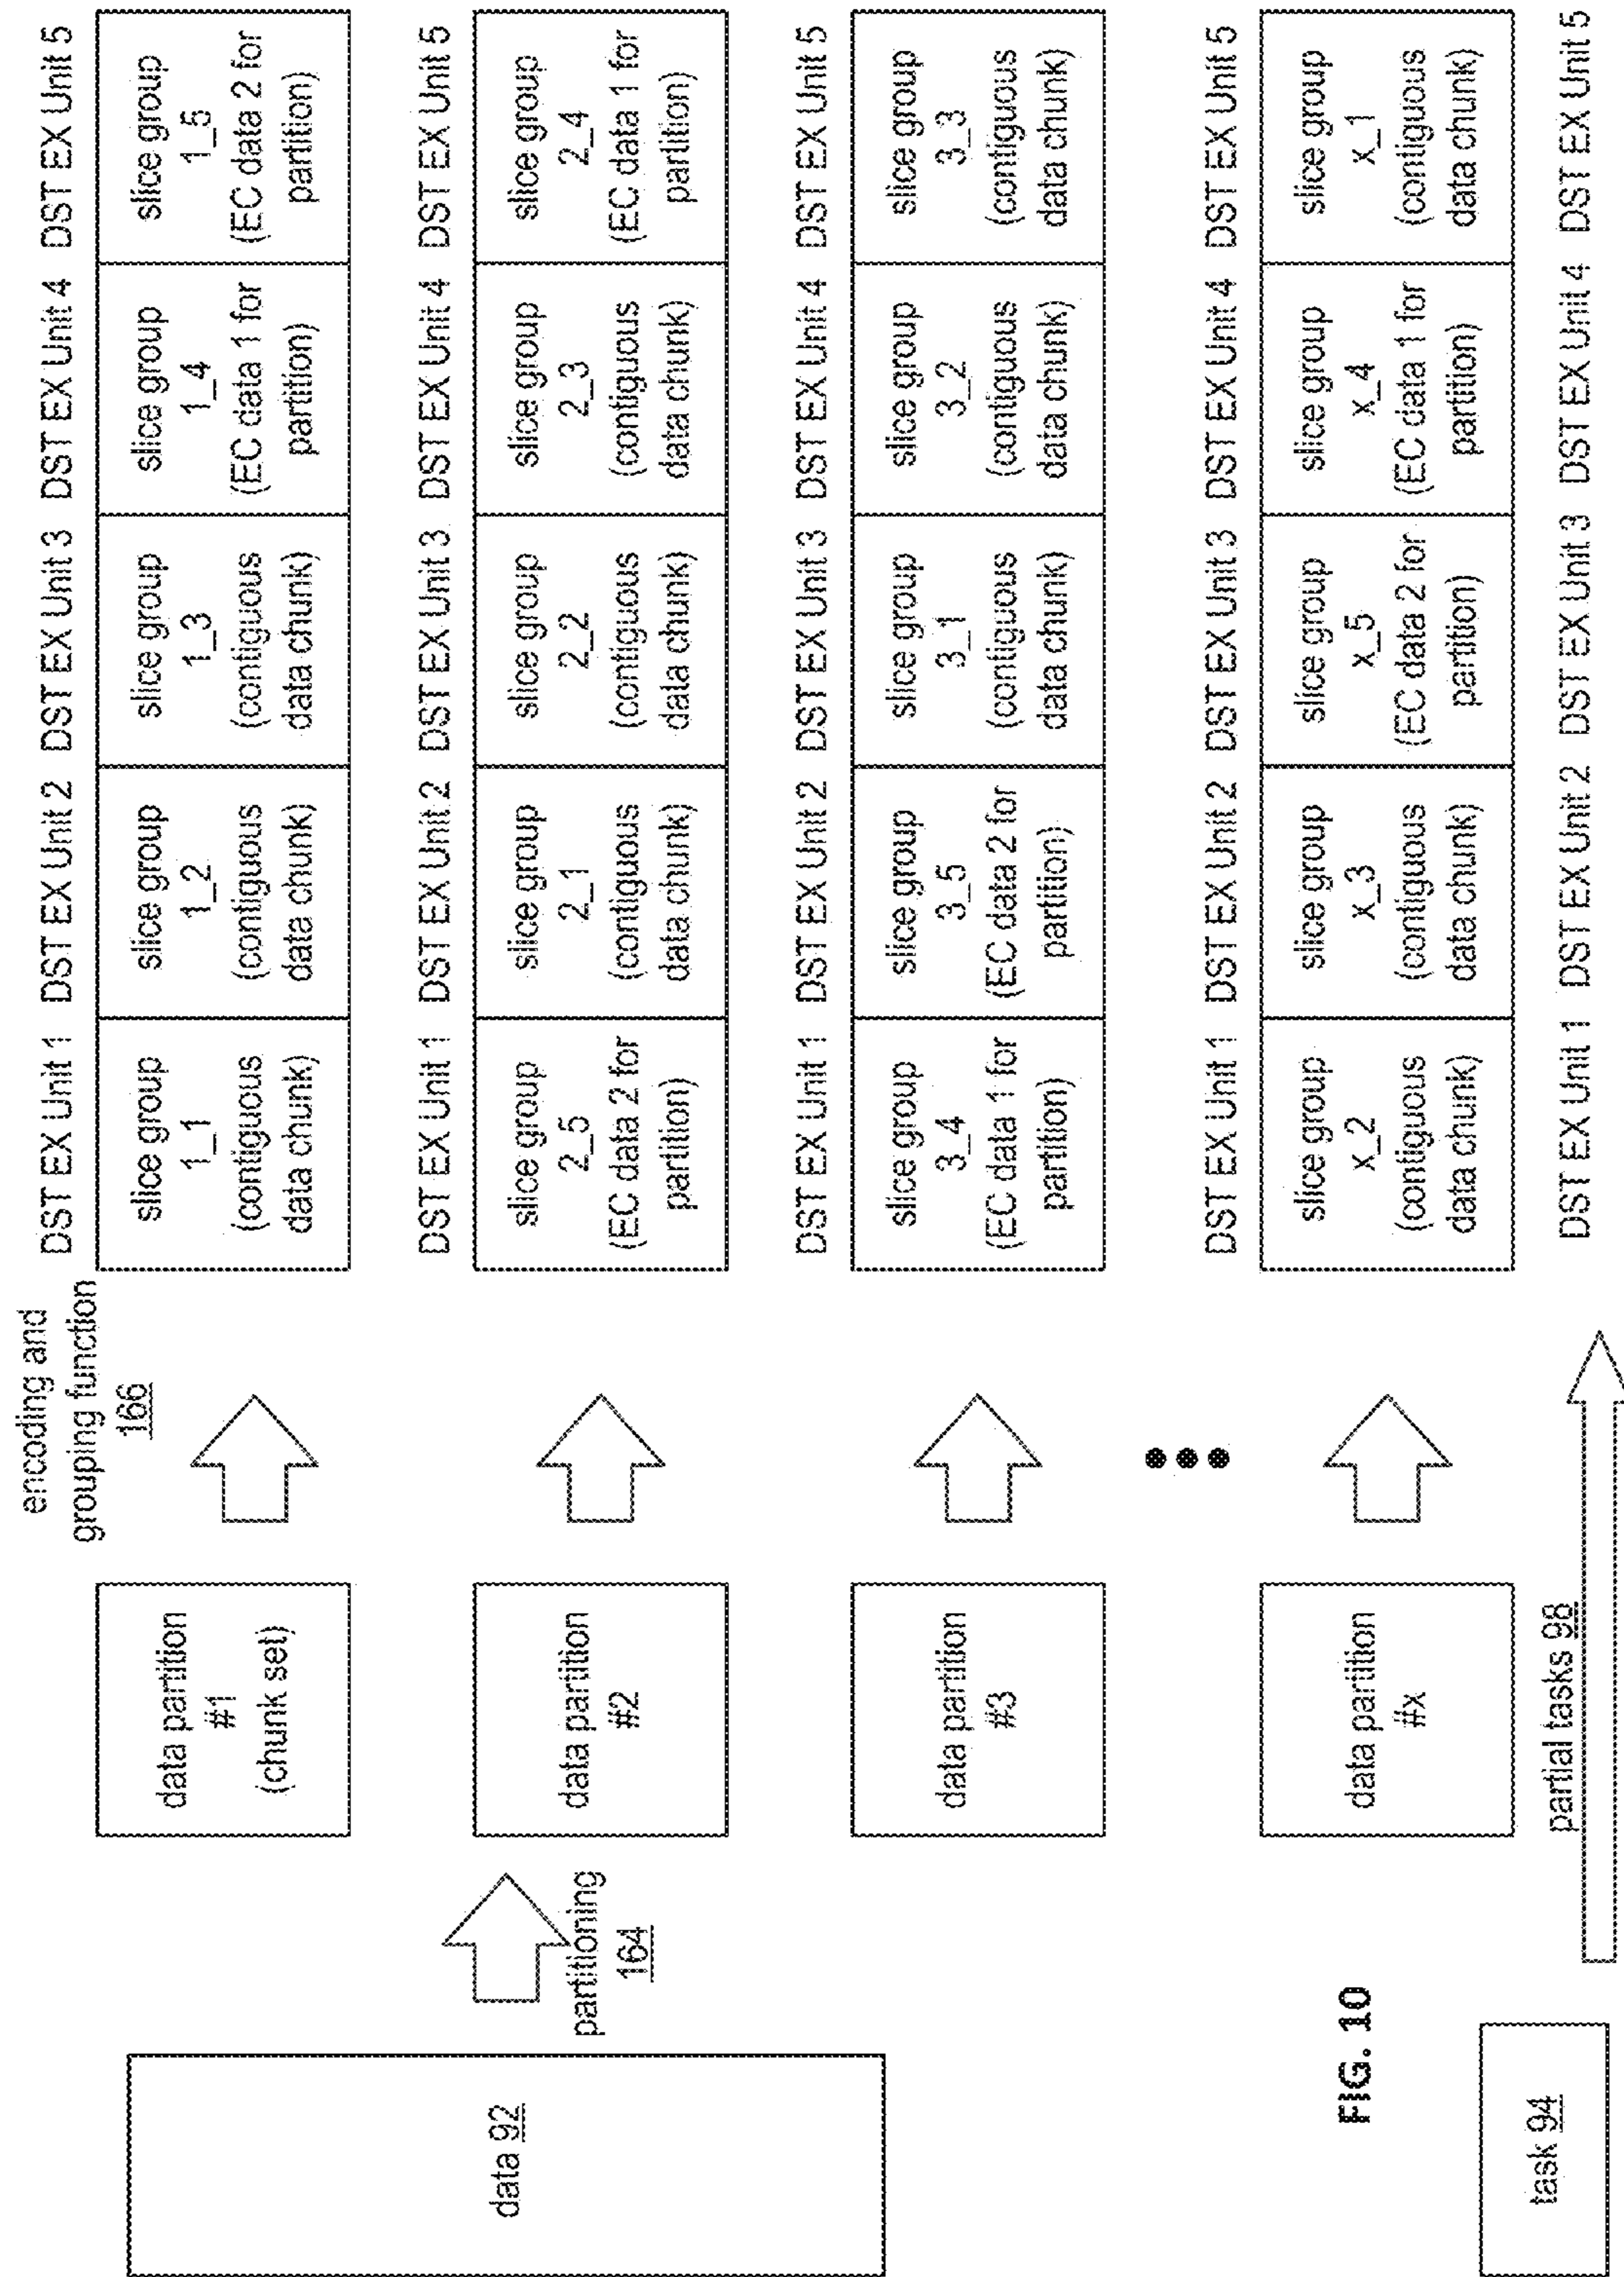 encoding and
grouping function
166
DST EX Unit 1 DST EX Unit 2 DST EX Unit 3 DST EX Unit 4 DST EX Unit 5
data partition
#1
(chunk set)
slice group
1_1
(contiguous
data chunk)
slice group
1_2
(contiguous
data chunk)
slice group
1_3
(contiguous
data chunk)
slice group
1_4
(EC data 1 for
partition)
slice group
1_5
(EC data 2 for
partition)
data 92
partitioning
164
DST EX Unit 1 DST EX Unit 2 DST EX Unit 3 DST EX Unit 4 DST EX Unit 5
data partition
#2
slice group
2_5
(EC data 2 for
partition)
slice group
2_1
(contiguous
data chunk)
slice group
2_2
(contiguous
data chunk)
slice group
2_3
(contiguous
data chunk)
slice group
2_4
(EC data 1 for
partition)
DST EX Unit 1 DST EX Unit 2 DST EX Unit 3 DST EX Unit 4 DST EX Unit 5
data partition
#3
slice group
3_4
(EC data 1 for
partition)
slice group
3_5
(EC data 2 for
partition)
slice group
3_1
(contiguous
data chunk)
slice group
3_2
(contiguous
data chunk)
slice group
3_3
(contiguous
data chunk)
DST EX Unit 1 DST EX Unit 2 DST EX Unit 3 DST EX Unit 4 DST EX Unit 5
data partition
#x
slice group
x_2
(contiguous
data chunk)
slice group
x_3
(contiguous
data chunk)
slice group
x_5
(EC data 2 for
partition)
slice group
x_4
(EC data 1 for
partition)
slice group
x_1
(contiguous
data chunk)
FIG. 10
task 94
partial tasks 98
DST EX Unit 1 DST EX Unit 2 DST EX Unit 3 DST EX Unit 4 DST EX Unit 5